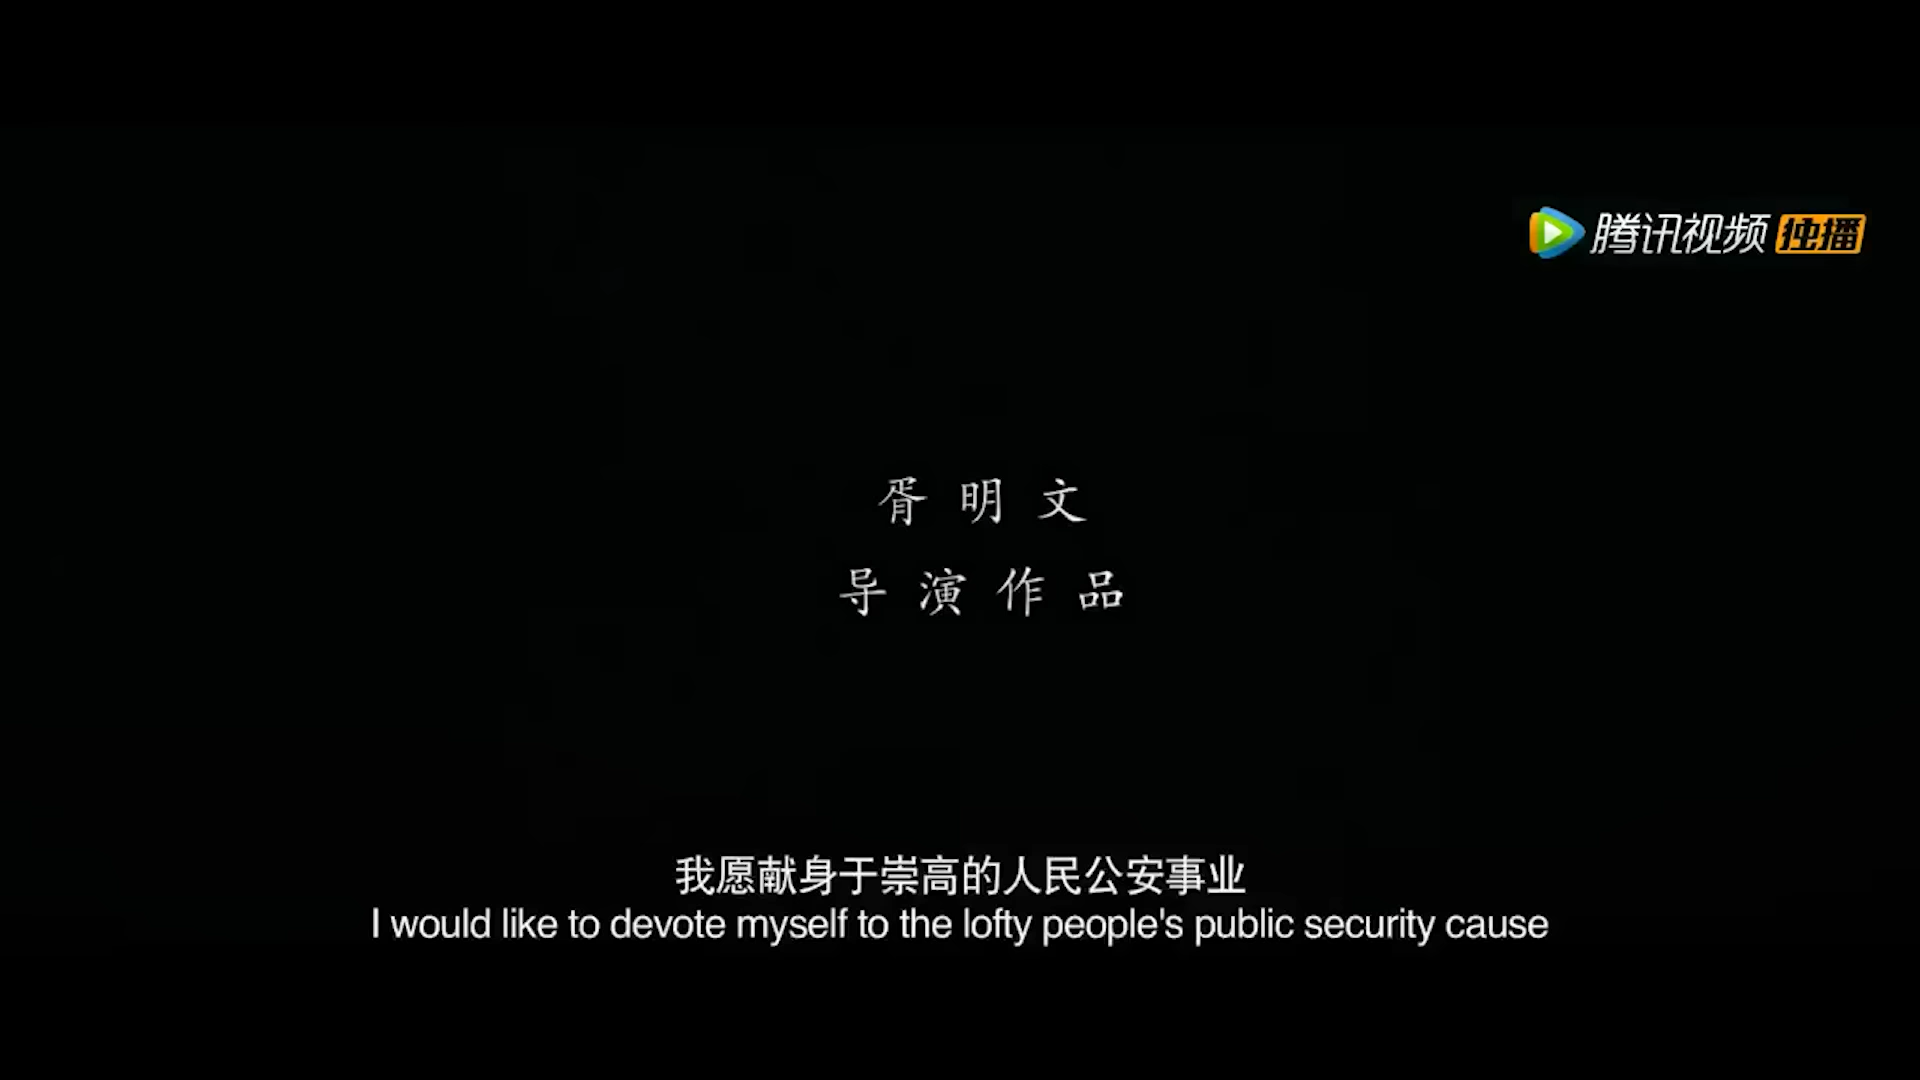 腾讯视频 独播
胥明文
导演作品
我愿献身于崇高的人民公安事业
I would like to devote myself to the lofty people's public security cause